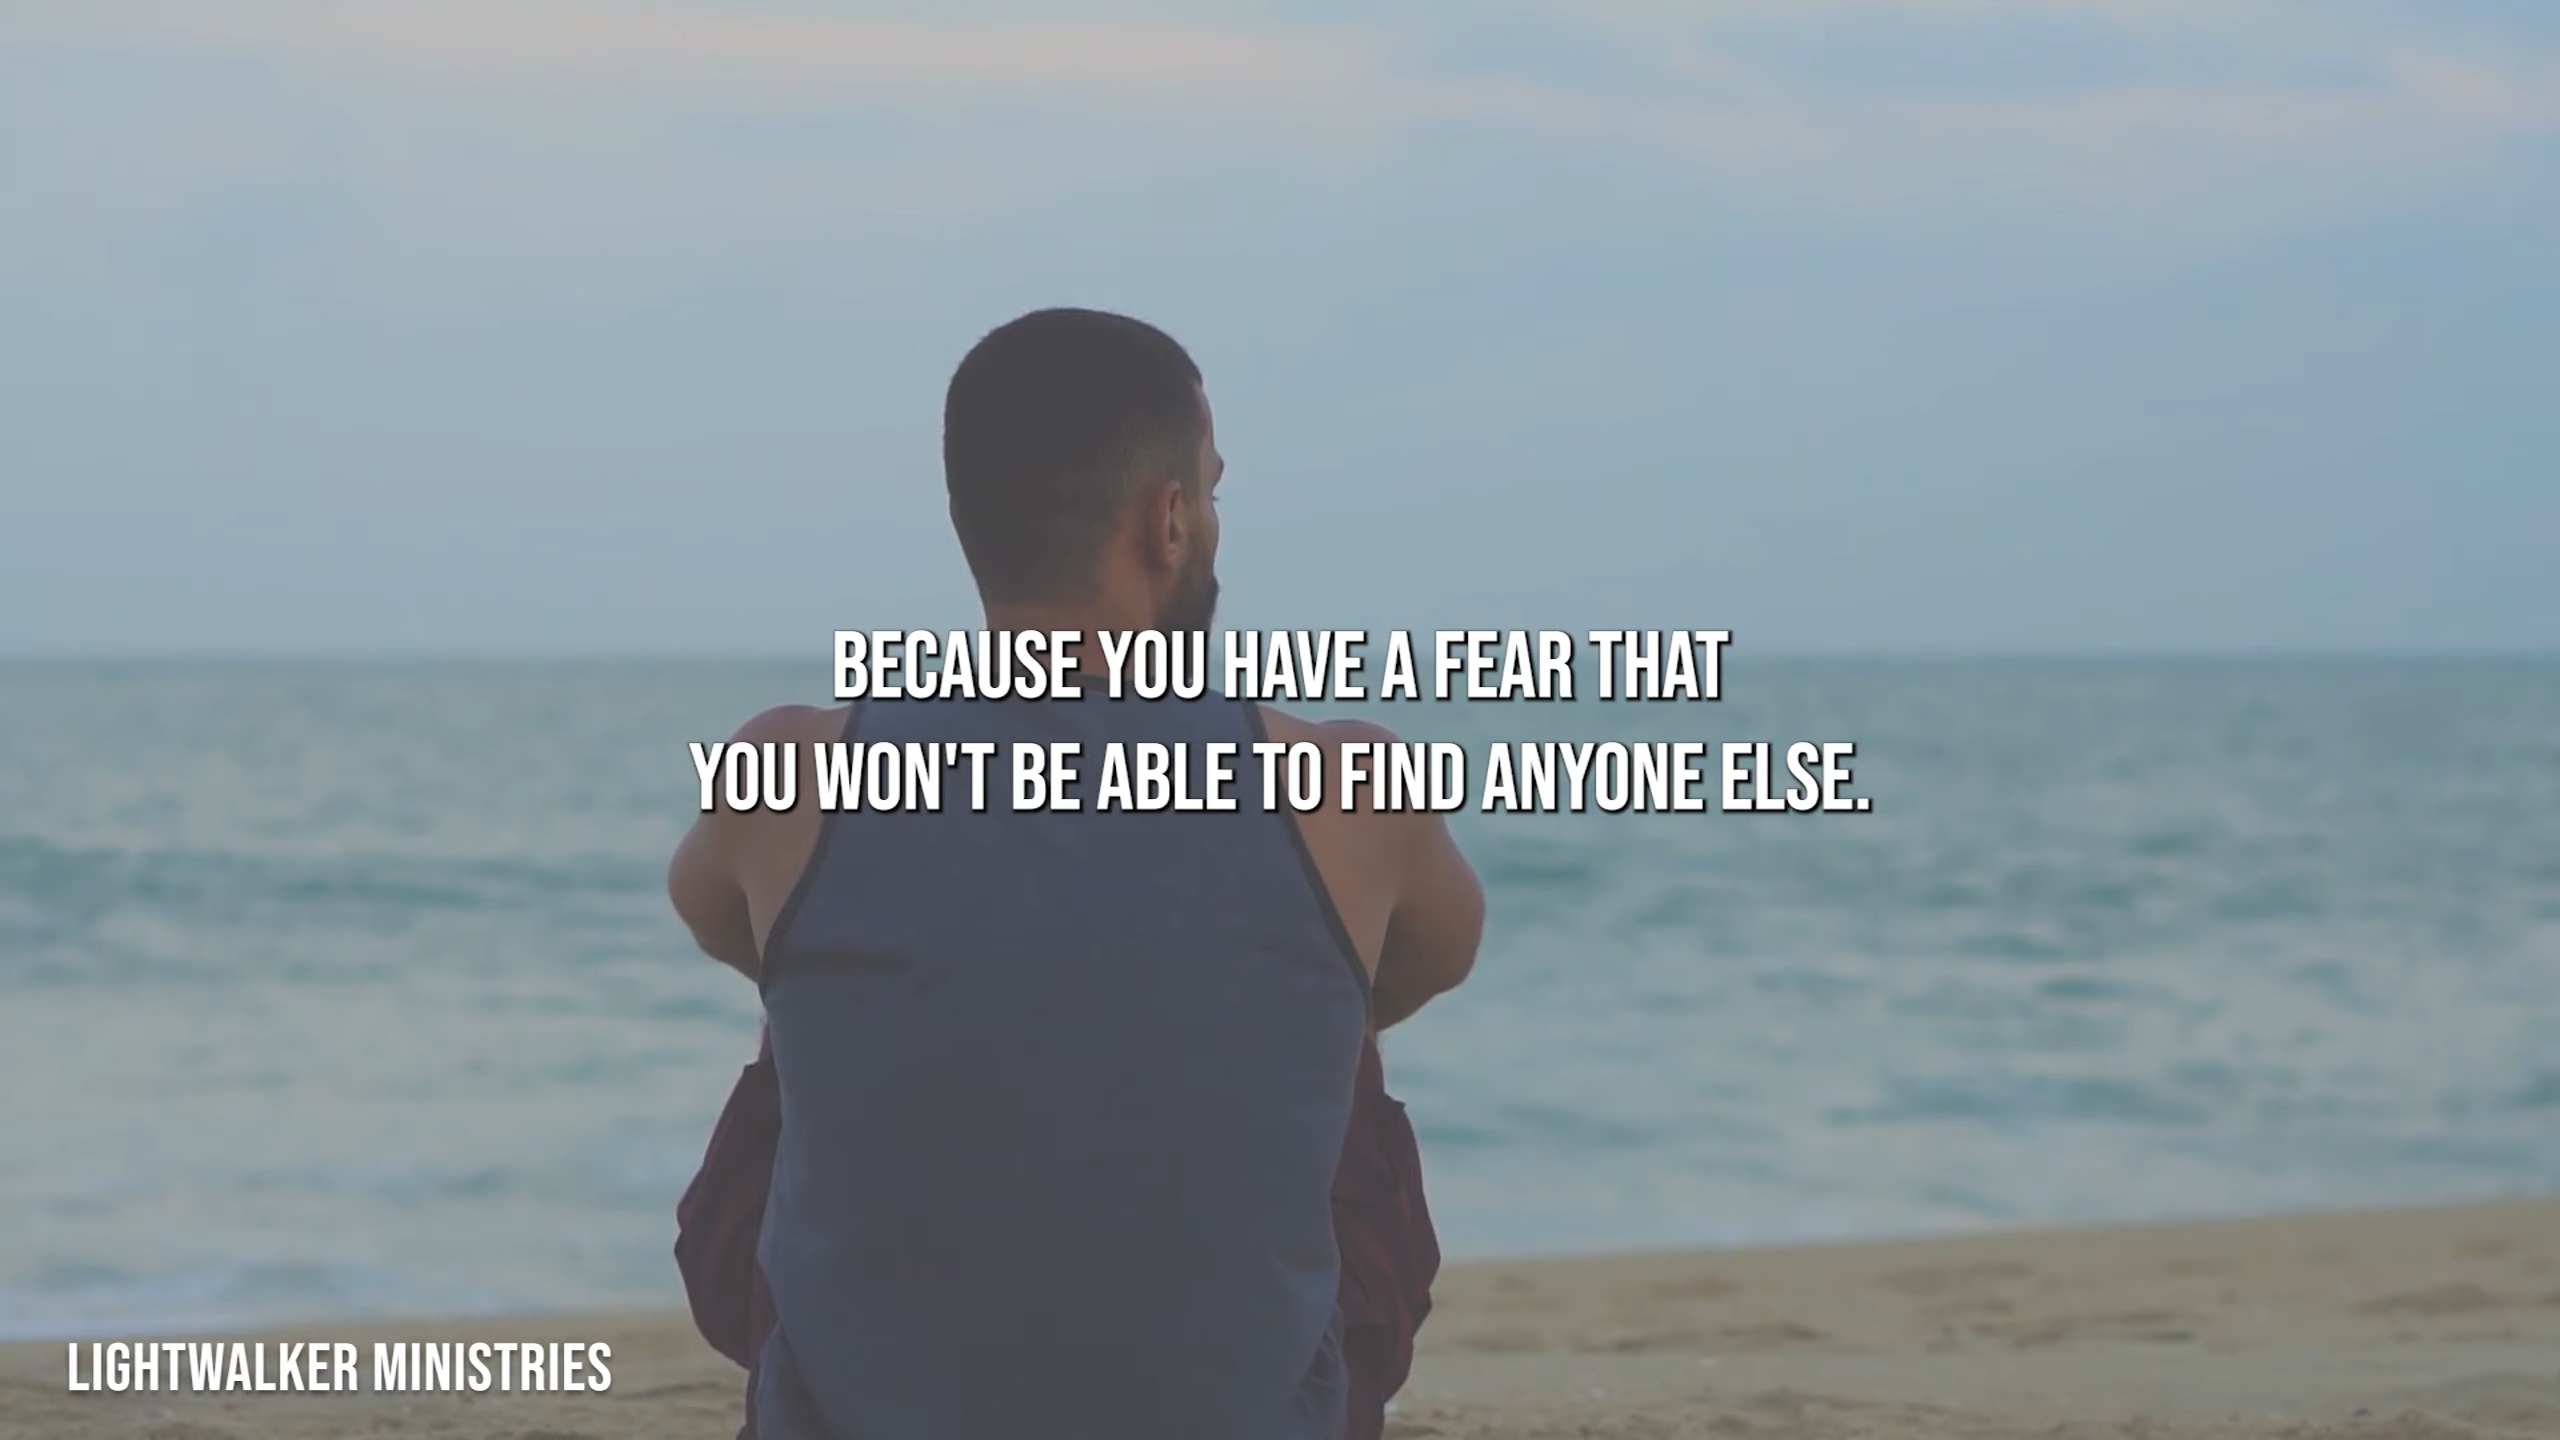 BECAUSE YOU HAVE A FEAR THAT
YOU WON'T BE ABLE TO FIND ANYONE ELSE.
LIGHTWALKER MINISTRIES